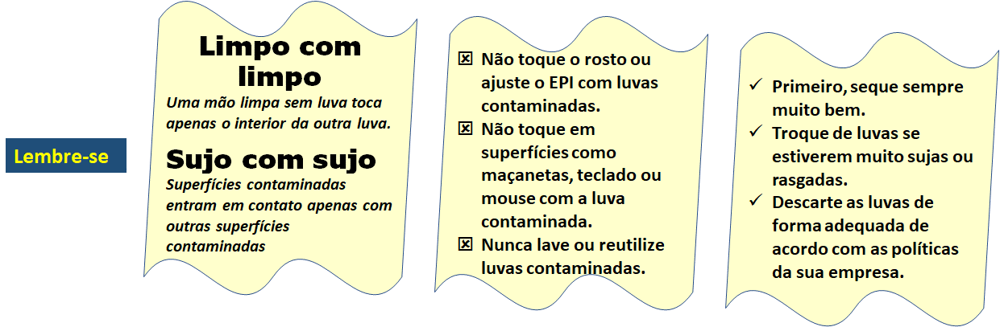 Lembre-se
Limpo com
limpo
Uma mão limpa sem luva toca
apenas o interior da outra luva.
Sujo com sujo
Superfícies contaminadas
entram em contato apenas com
outras superfícies
contaminadas
☒ Não toque o rosto ou
ajuste o EPI com luvas
contaminadas.
☒ Não toque em
superfícies como
maçanetas, teclado ou
mouse com a luva
contaminada.
☒ Nunca lave ou reutilize
luvas contaminadas.
✓ Primeiro, seque sempre
muito bem.
✓ Troque de luvas se
estiverem muito sujas ou
rasgadas.
✓ Descarte as luvas de
forma adequada de
acordo com as políticas
da sua empresa.